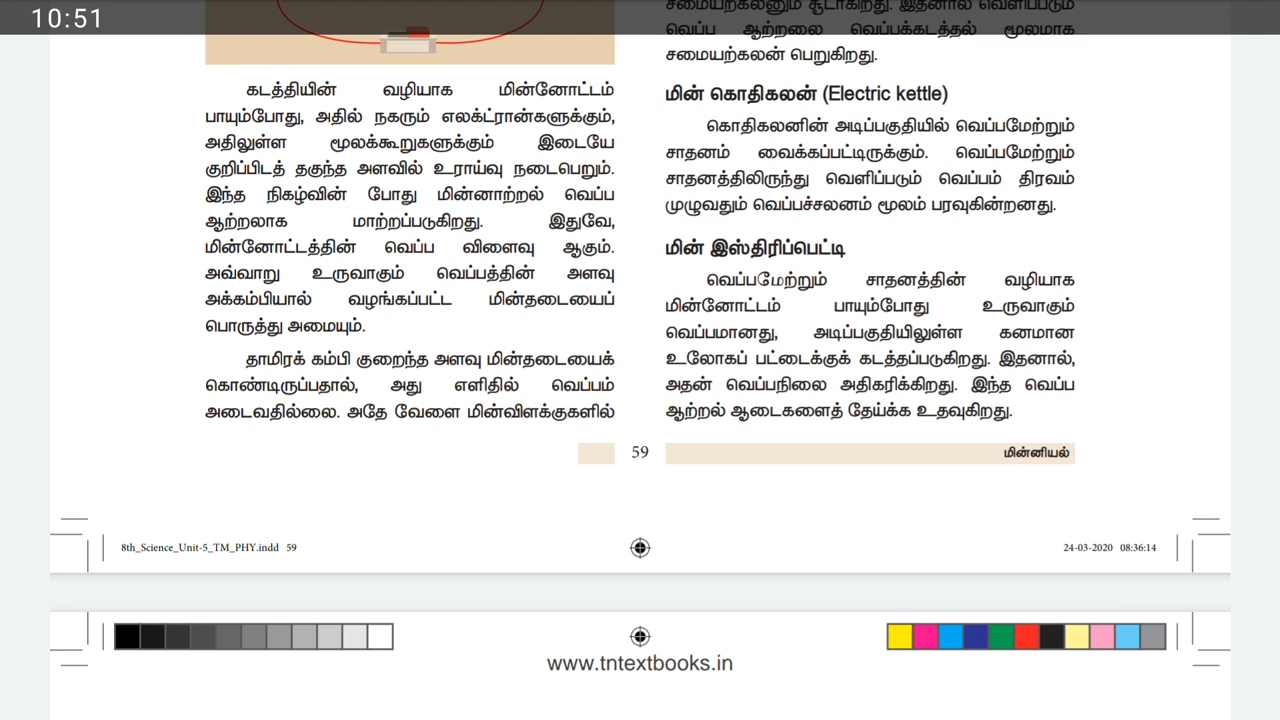 10:51
கடத்தியின் வழியாக மின்னோட்டம்
பாயும்போது, அதில் நகரும் எலக்ட்ரான்களுக்கும்,
அதிலுள்ள மூலக்கூறுகளுக்கும் இடையே
குறிப்பிடத் தகுந்த அளவில் உராய்வு நடைபெறும்.
இந்த நிகழ்வின் போது மின்னாற்றல் வெப்ப
ஆற்றலாக மாற்றப்படுகிறது. இதுவே,
மின்னோட்டத்தின் வெப்ப விளைவு ஆகும்.
அவ்வாறு உருவாகும் வெப்பத்தின் அளவு
அக்கம்பியால் வழங்கப்பட்ட மின்தடையைப்
பொருத்து அமையும்.
தாமிரக் கம்பி குறைந்த அளவு மின்தடையைக்
கொண்டிருப்பதால், அது எளிதில் வெப்பம்
அடைவதில்லை. அதே வேளை மின்விளக்குகளில்
சமையற்கலனும் சூடாகிறது. இதனால் வெளிப்படும்
வெப்ப ஆற்றலை வெப்பக்கடத்தல் மூலமாக
சமையற்கலன் பெறுகிறது.
மின் கொதிகலன் (Electric kettle)
கொதிகலனின் அடிப்பகுதியில் வெப்பமேற்றும்
சாதனம் வைக்கப்பட்டிருக்கும். வெப்பமேற்றும்
சாதனத்திலிருந்து வெளிப்படும் வெப்பம் திரவம்
முழுவதும் வெப்பச்சலனம் மூலம் பரவுகின்றனது.
மின் இஸ்திரிப்பெட்டி
வெப்பமேற்றும் சாதனத்தின் வழியாக
மின்னோட்டம் பாயும்போது உருவாகும்
வெப்பமானது, அடிப்பகுதியிலுள்ள கனமான
உலோகப் பட்டைக்குக் கடத்தப்படுகிறது. இதனால்,
அதன் வெப்பநிலை அதிகரிக்கிறது. இந்த வெப்ப
ஆற்றல் ஆடைகளைத் தேய்க்க உதவுகிறது.
59
மின்னியல்
8th_Science_Unit-5_TM_PHY.indd 59
24-03-2020 08:36:14
www.tntextbooks.in